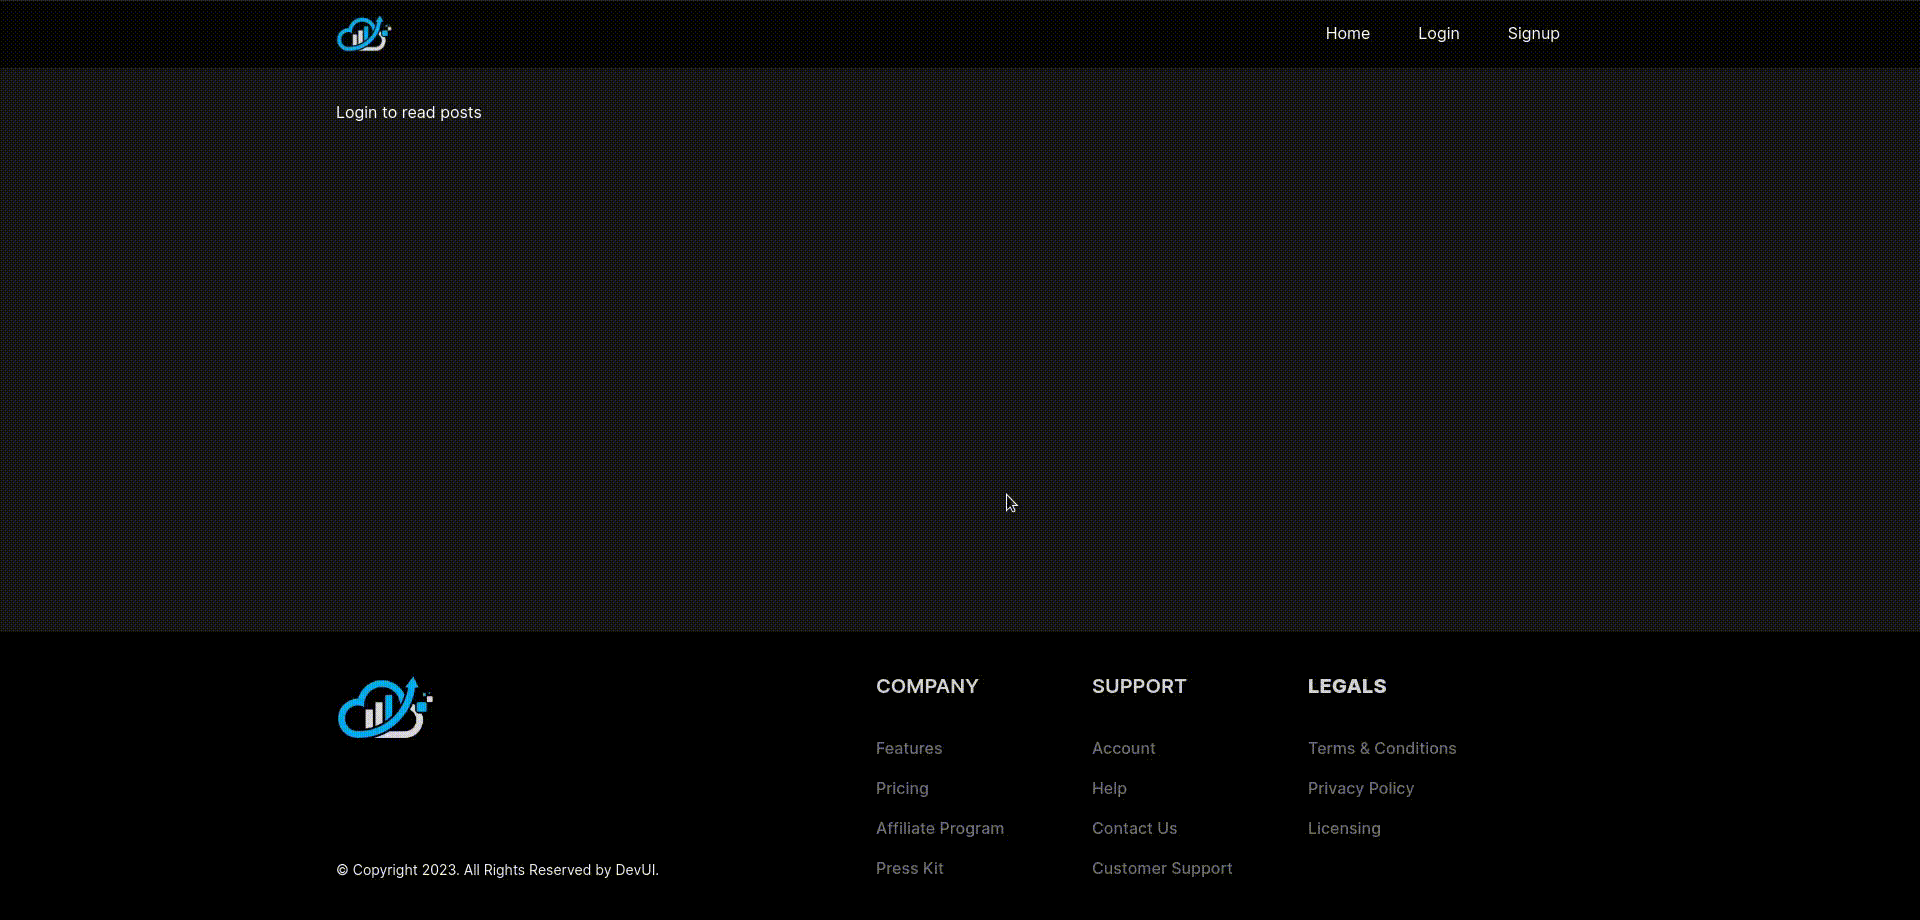 Home Login Signup
Login to read posts
COMPANY
Features
Pricing
Affiliate Program
Press Kit
SUPPORT
Account
Help
Contact Us
Customer Support
LEGALS
Terms & Conditions
Privacy Policy
Licensing
© Copyright 2023. All Rights Reserved by DevUI.